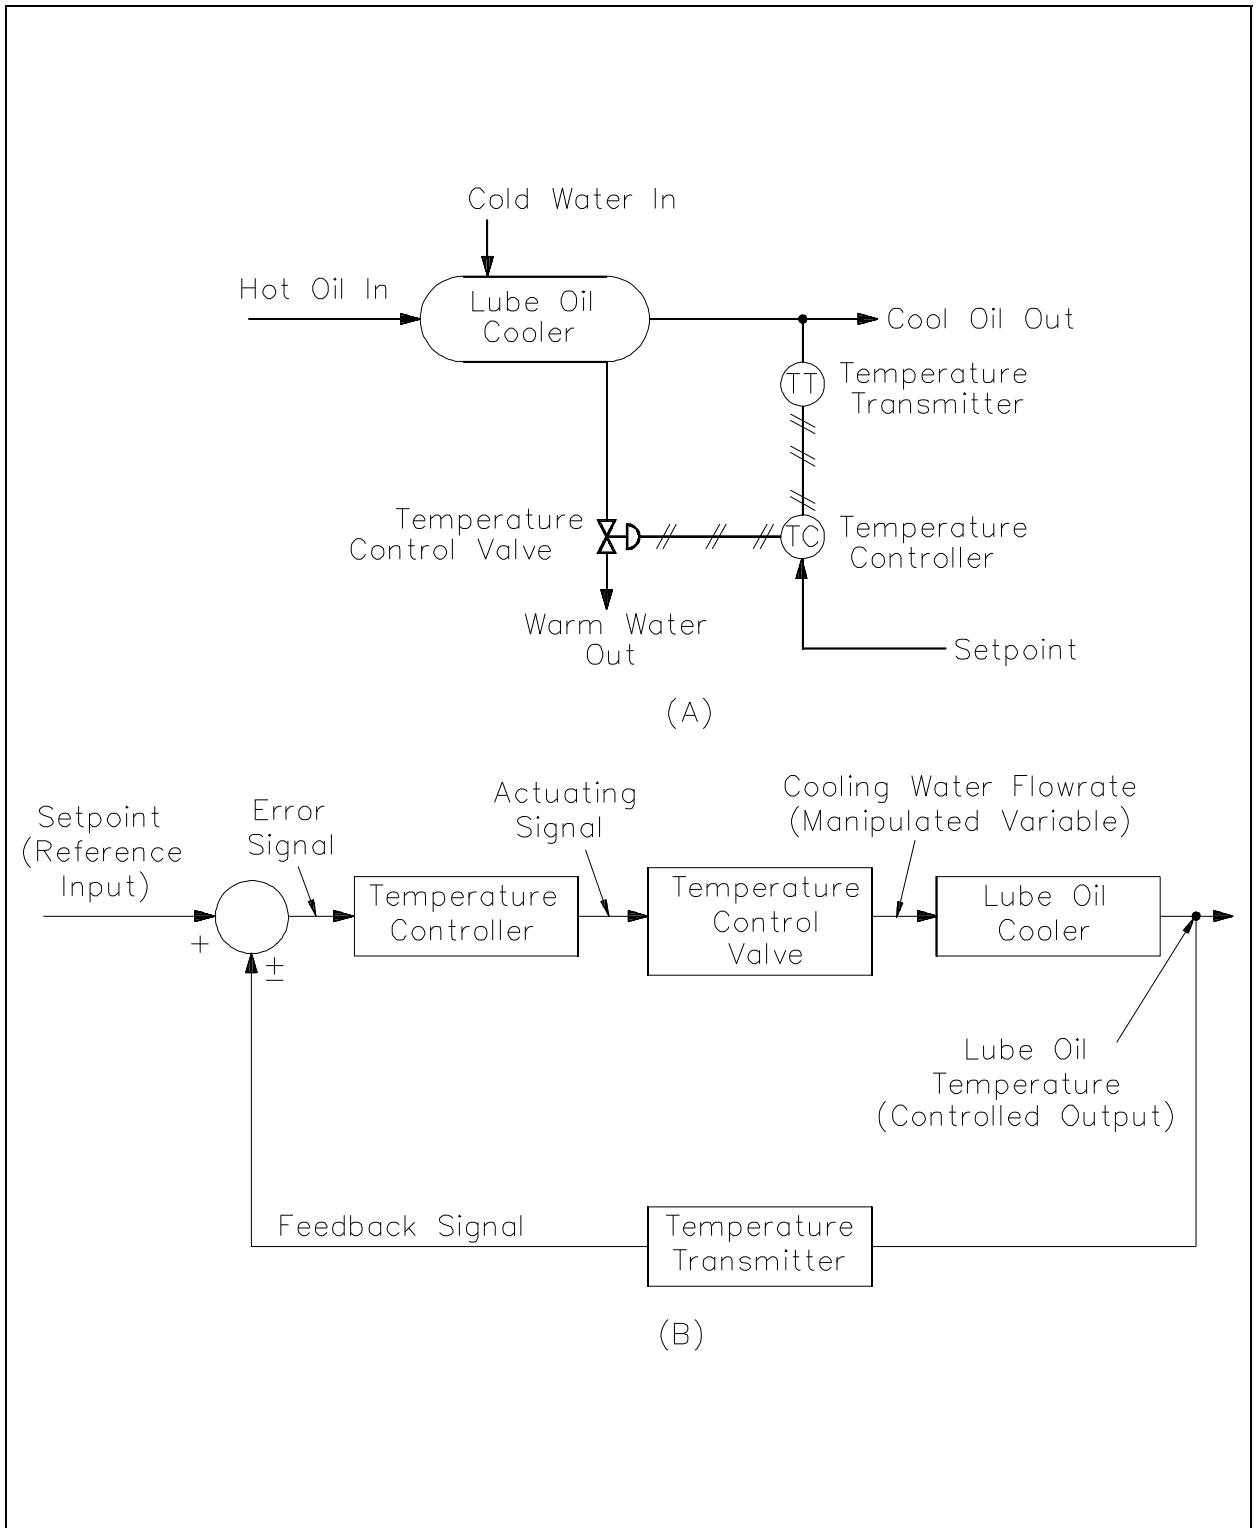 Cold Water In
Hot Oil In
Lube Oil
Cooler
Cool Oil Out
TT
Temperature
Transmitter
Temperature
Control Valve
TC
Temperature
Controller
Warm Water
Out
Setpoint
(A)
Setpoint
(Reference
Input)
+
±
Error
Signal
Temperature
Controller
Actuating
Signal
Temperature
Control
Valve
Cooling Water Flowrate
(Manipulated Variable)
Lube Oil
Cooler
Lube Oil
Temperature
(Controlled Output)
Feedback Signal
Temperature
Transmitter
(B)